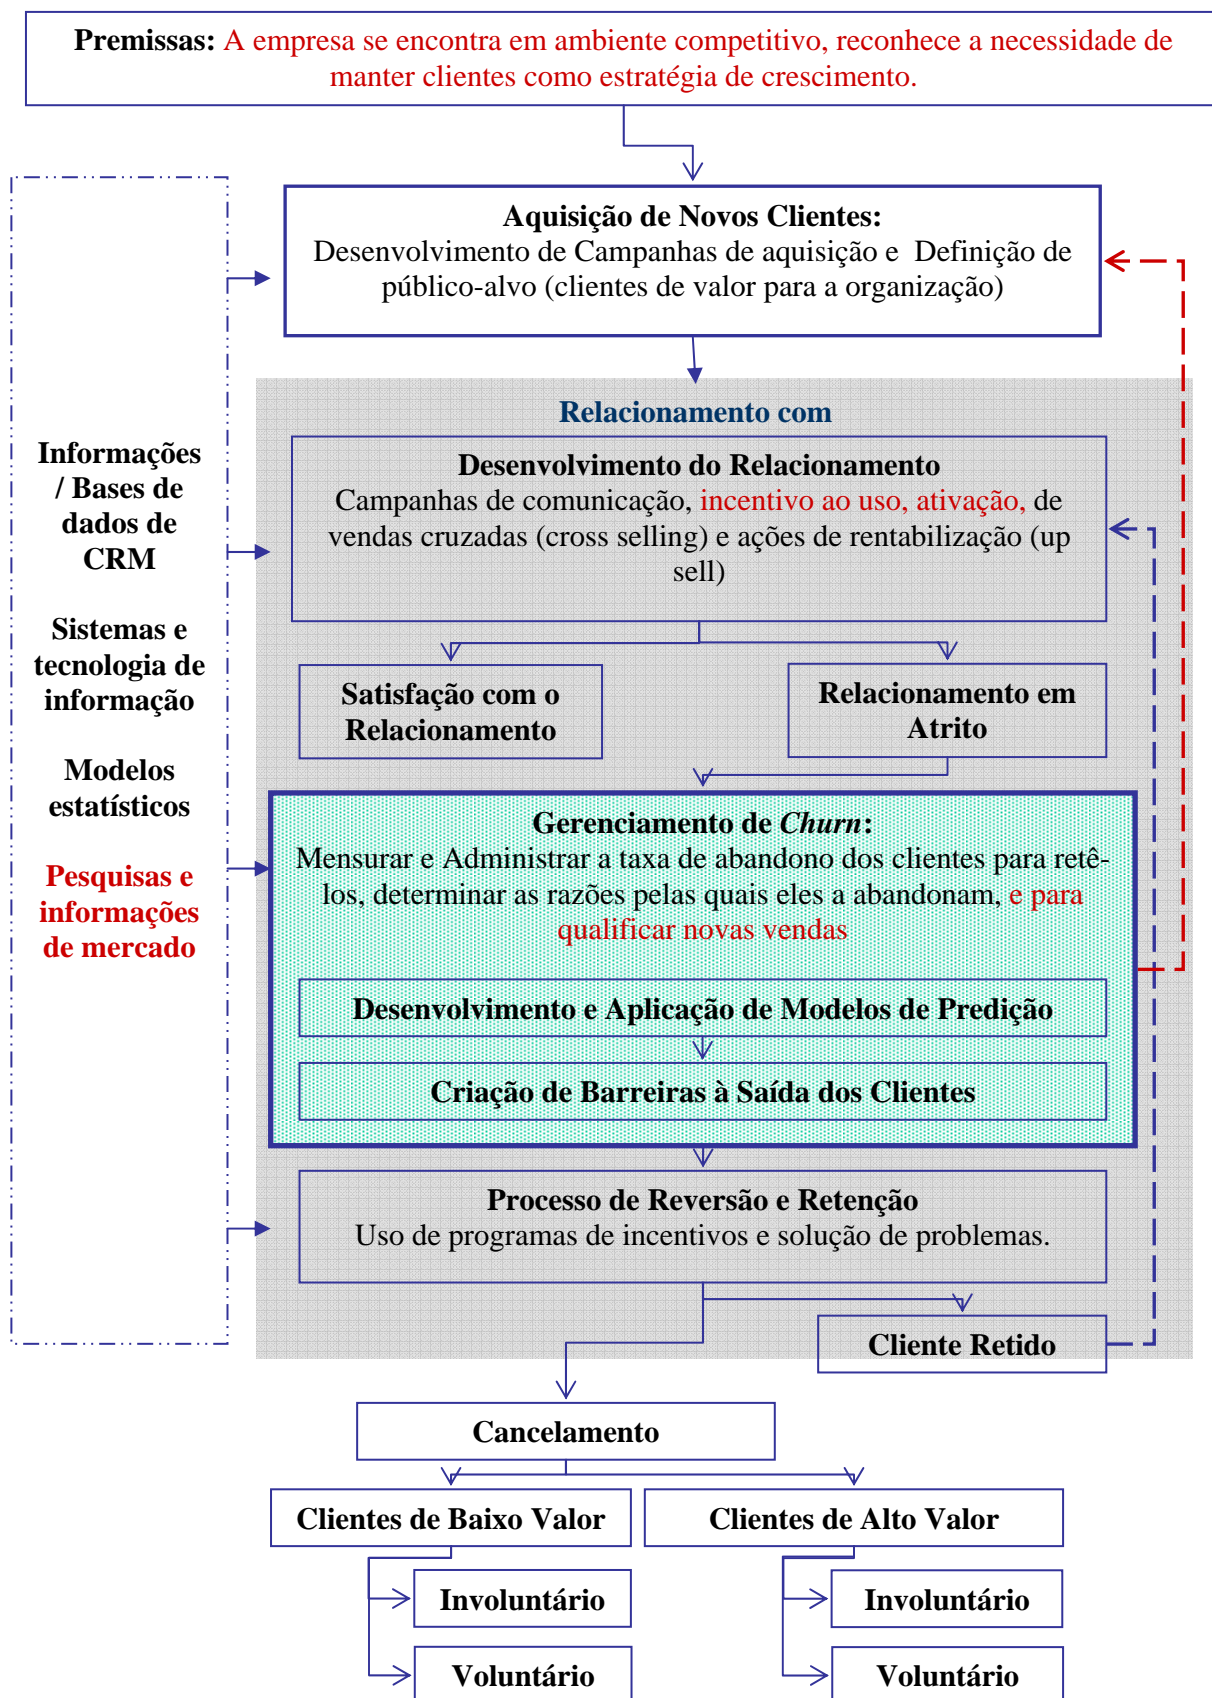 Premissas: A empresa se encontra em ambiente competitivo, reconhece a necessidade de
manter clientes como estratégia de crescimento.
Aquisição de Novos Clientes:
Desenvolvimento de Campanhas de aquisição e Definição de
público-alvo (clientes de valor para a organização)
Informações
/ Bases de
dados de
CRM
Sistemas e
tecnologia de
informação
Modelos
estatísticos
Pesquisas e
informações
de mercado
Relacionamento com
Desenvolvimento do Relacionamento
Campanhas de comunicação, incentivo ao uso, ativação, de
vendas cruzadas (cross selling) e ações de rentabilização (up
sell)
Satisfação com o
Relacionamento
Relacionamento em
Atrito
Gerenciamento de Churn:
Mensurar e Administrar a taxa de abandono dos clientes para retê-
los, determinar as razões pelas quais eles a abandonam, e para
qualificar novas vendas
Desenvolvimento e Aplicação de Modelos de Predição
Criação de Barreiras à Saída dos Clientes
Processo de Reversão e Retenção
Uso de programas de incentivos e solução de problemas.
Cliente Retido
Cancelamento
Clientes de Baixo Valor
Clientes de Alto Valor
Involuntário
Involuntário
Voluntário
Voluntário